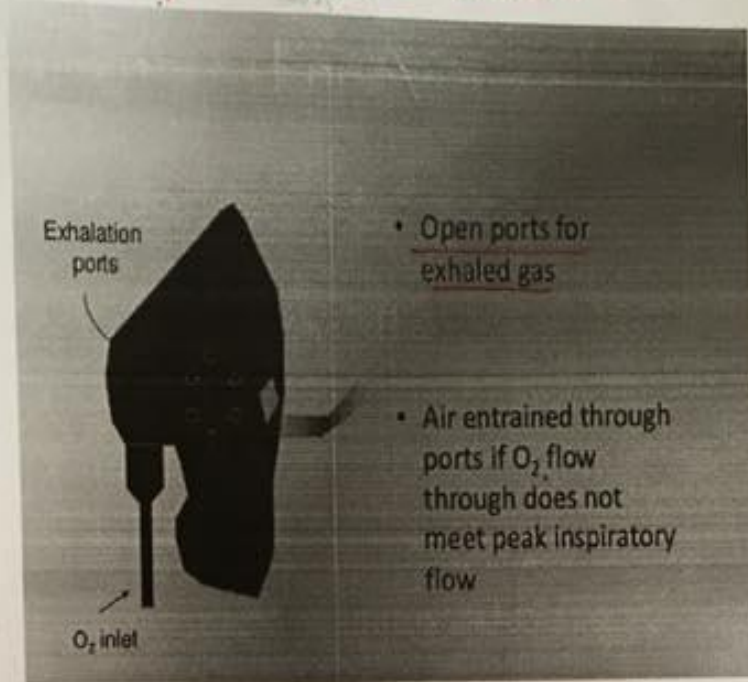 Exhalation
ports
O₂ inlet
• Open ports for
exhaled gas
• Air entrained through
ports if O₂ flow
through does not
meet peak inspiratory
flow